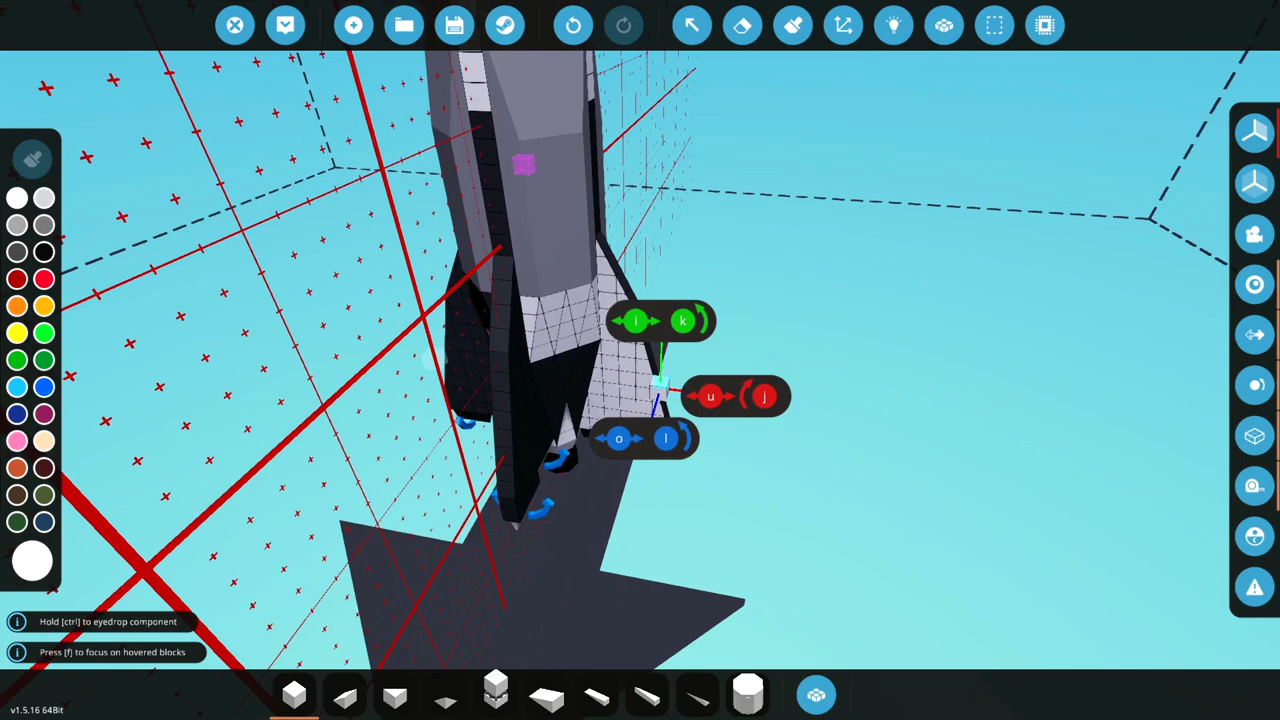 i k
u j
o l
Hold [ctrl] to eyedrop component
Press [f] to focus on hovered blocks
v1.5.16 64Bit